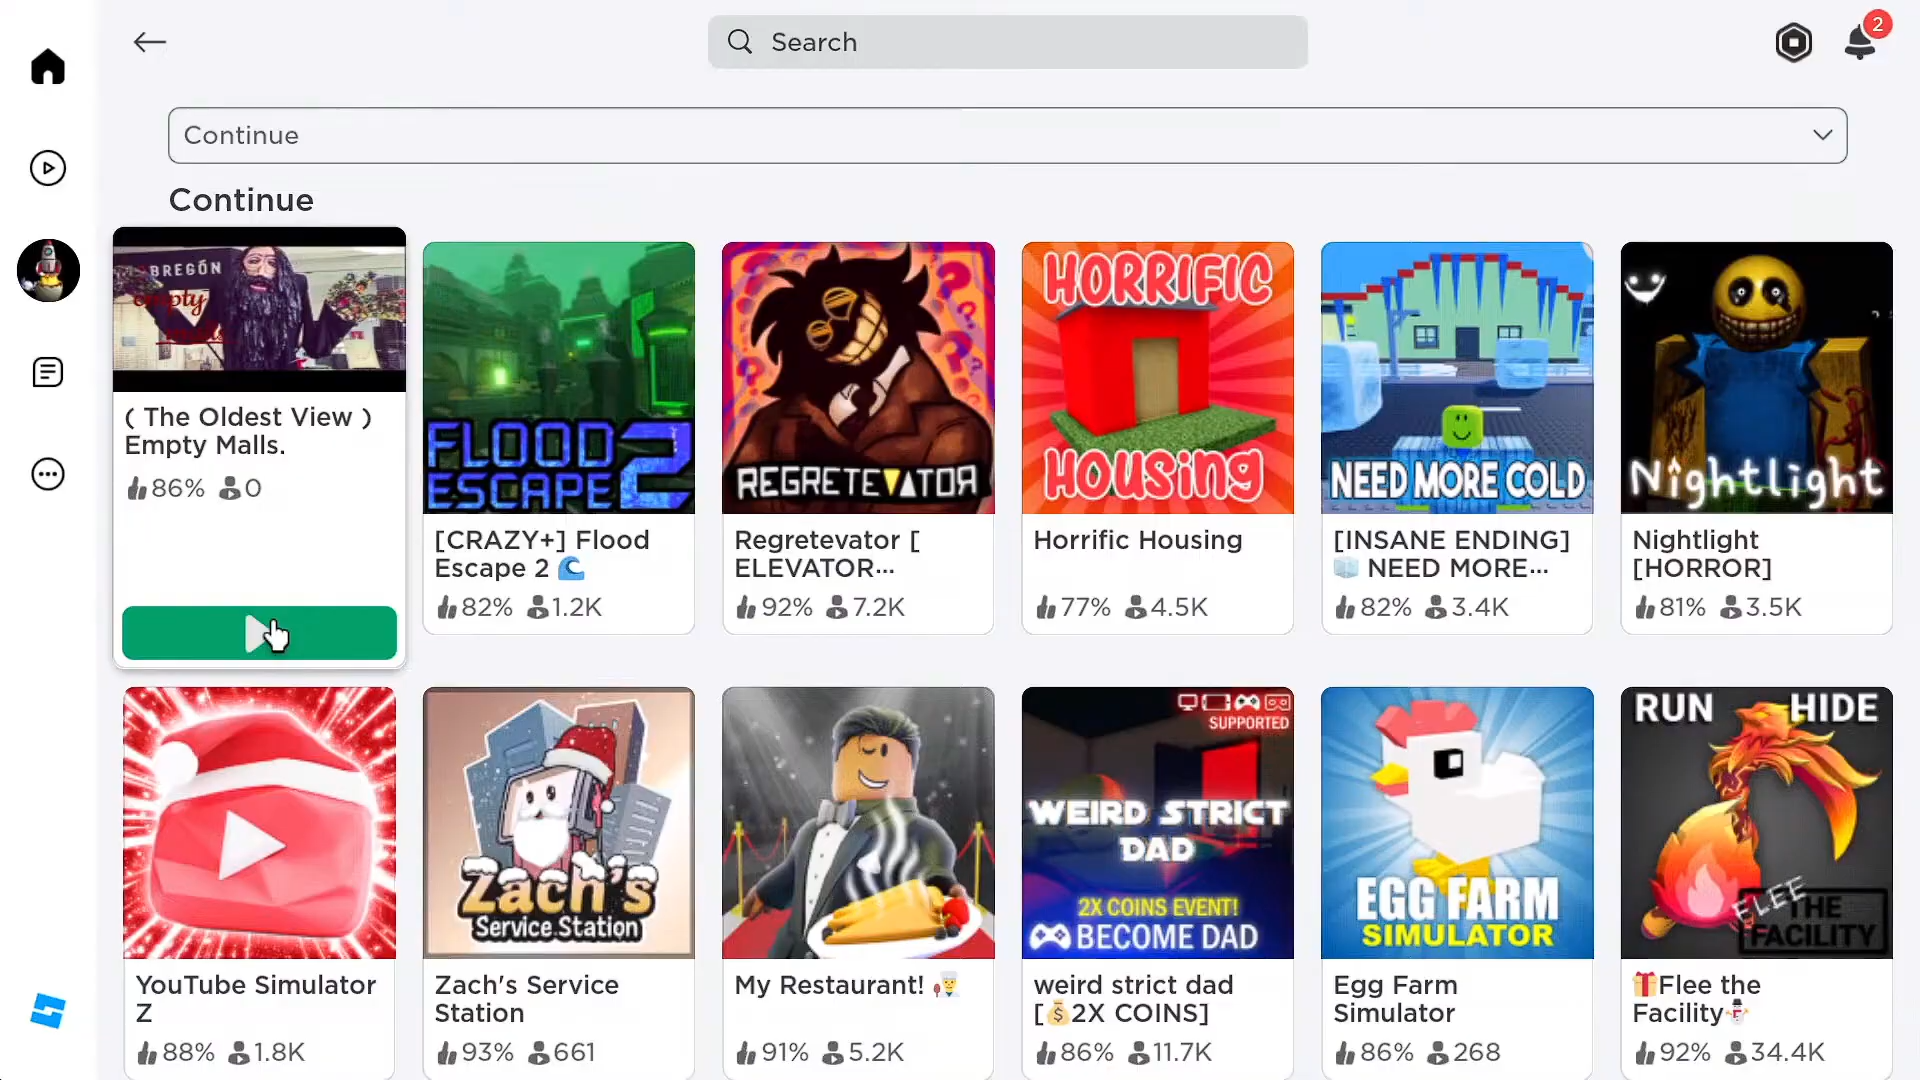 Search
2
Continue
Continue
OBREGÓN
empty
malls
( The Oldest View )
Empty Malls.
86% 0
FLOOD
ESCAPE 2
[CRAZY+] Flood
Escape 2 🌊
82% 1.2K
REGRETEVATOR
Regretevator [
ELEVATOR...
92% 7.2K
HORRIFIC
HOUSING
Horrific Housing
77% 4.5K
NEED MORE COLD
[INSANE ENDING]
🧊 NEED MORE...
82% 3.4K
Nightlight
Nightlight
[HORROR]
81% 3.5K
YouTube Simulator
Z
88% 1.8K
Zach's
Service Station
Zach's Service
Station
93% 661
My Restaurant! 👨‍🍳
91% 5.2K
SUPPORTED
WEIRD STRICT
DAD
2X COINS EVENT!
BECOME DAD
weird strict dad
[💰2X COINS]
86% 11.7K
EGG FARM
SIMULATOR
Egg Farm
Simulator
86% 268
RUN HIDE
FLEE
THE
FACILITY
🎁Flee the
Facility⛄
92% 34.4K